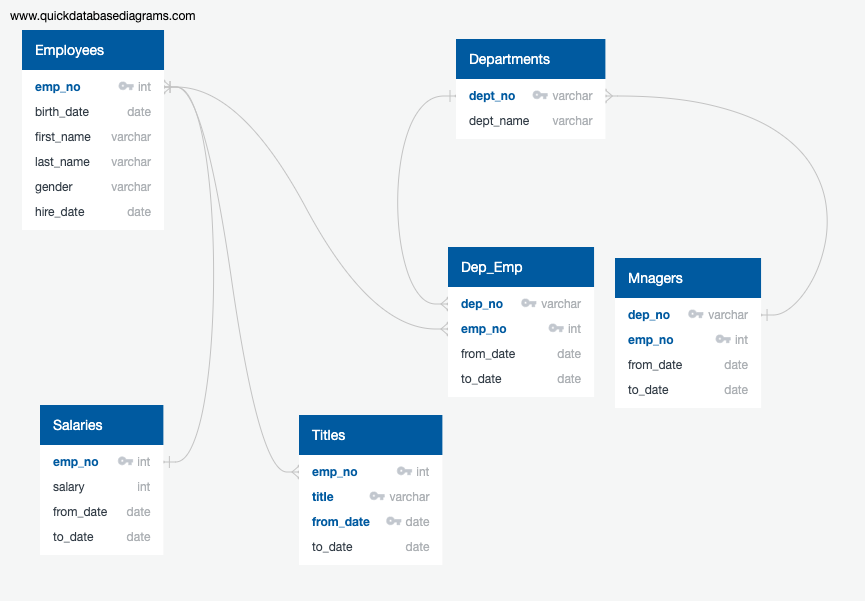 www.quickdatabasediagrams.com
Employees
emp_no int
birth_date date
first_name varchar
last_name varchar
gender varchar
hire_date date
Departments
dept_no varchar
dept_name varchar
Dep_Emp
dep_no varchar
emp_no int
from_date date
to_date date
Mnagers
dep_no varchar
emp_no int
from_date date
to_date date
Salaries
emp_no int
salary int
from_date date
to_date date
Titles
emp_no int
title varchar
from_date date
to_date date